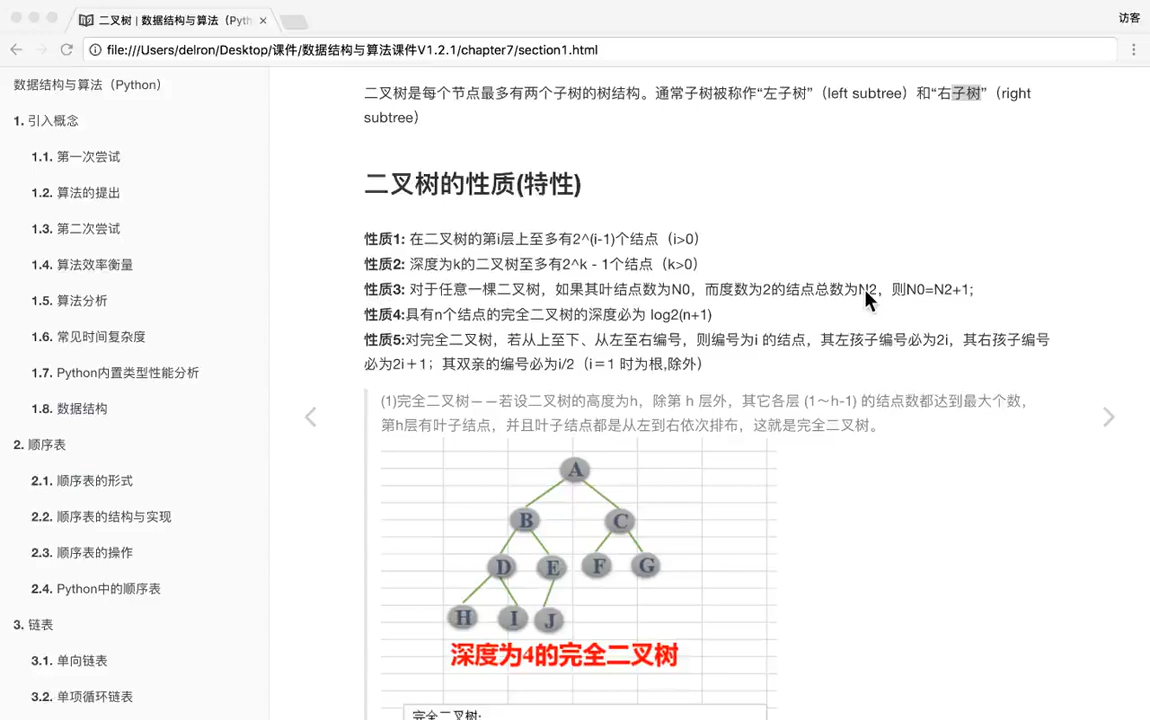 二叉树 | 数据结构与算法（Pyth
访客
file:///Users/delron/Desktop/课件/数据结构与算法课件V1.2.1/chapter7/section1.html
数据结构与算法（Python）
1. 引入概念
1.1. 第一次尝试
1.2. 算法的提出
1.3. 第二次尝试
1.4. 算法效率衡量
1.5. 算法分析
1.6. 常见时间复杂度
1.7. Python内置类型性能分析
1.8. 数据结构
2. 顺序表
2.1. 顺序表的形式
2.2. 顺序表的结构与实现
2.3. 顺序表的操作
2.4. Python中的顺序表
3. 链表
3.1. 单向链表
3.2. 单项循环链表
二叉树是每个节点最多有两个子树的树结构。通常子树被称作“左子树”（left subtree）和“右子树”（right
subtree）
二叉树的性质(特性)
性质1: 在二叉树的第i层上至多有2^(i-1)个结点（i>0）
性质2: 深度为k的二叉树至多有2^k - 1个结点（k>0）
性质3: 对于任意一棵二叉树，如果其叶结点数为N0，而度数为2的结点总数为N2，则N0=N2+1;
性质4:具有n个结点的完全二叉树的深度必为 log2(n+1)
性质5:对完全二叉树，若从上至下、从左至右编号，则编号为i 的结点，其左孩子编号必为2i，其右孩子编号
必为2i＋1；其双亲的编号必为i/2（i＝1 时为根,除外）
(1)完全二叉树——若设二叉树的高度为h，除第 h 层外，其它各层 (1～h-1) 的结点数都达到最大个数，
第h层有叶子结点，并且叶子结点都是从左到右依次排布，这就是完全二叉树。
A
B C
D E F G
H I J
深度为4的完全二叉树
完全二叉树: